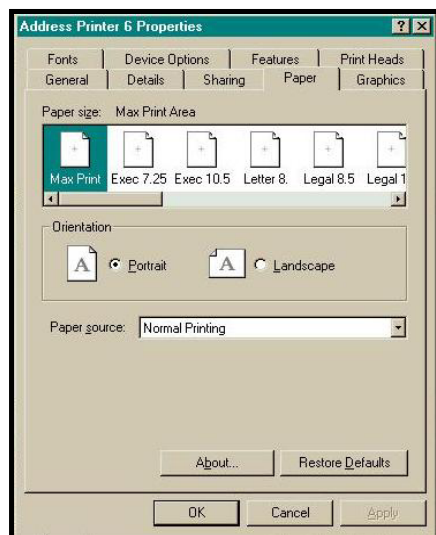 Address Printer 6 Properties
Fonts Device Options Features Print Heads
General Details Sharing Paper Graphics
Paper size: Max Print Area
Max Print Exec 7.25 Exec 10.5 Letter 8. Legal 8.5 Legal 1
Orientation
A Portrait A Landscape
Paper source: Normal Printing
About... Restore Defaults
OK Cancel Apply